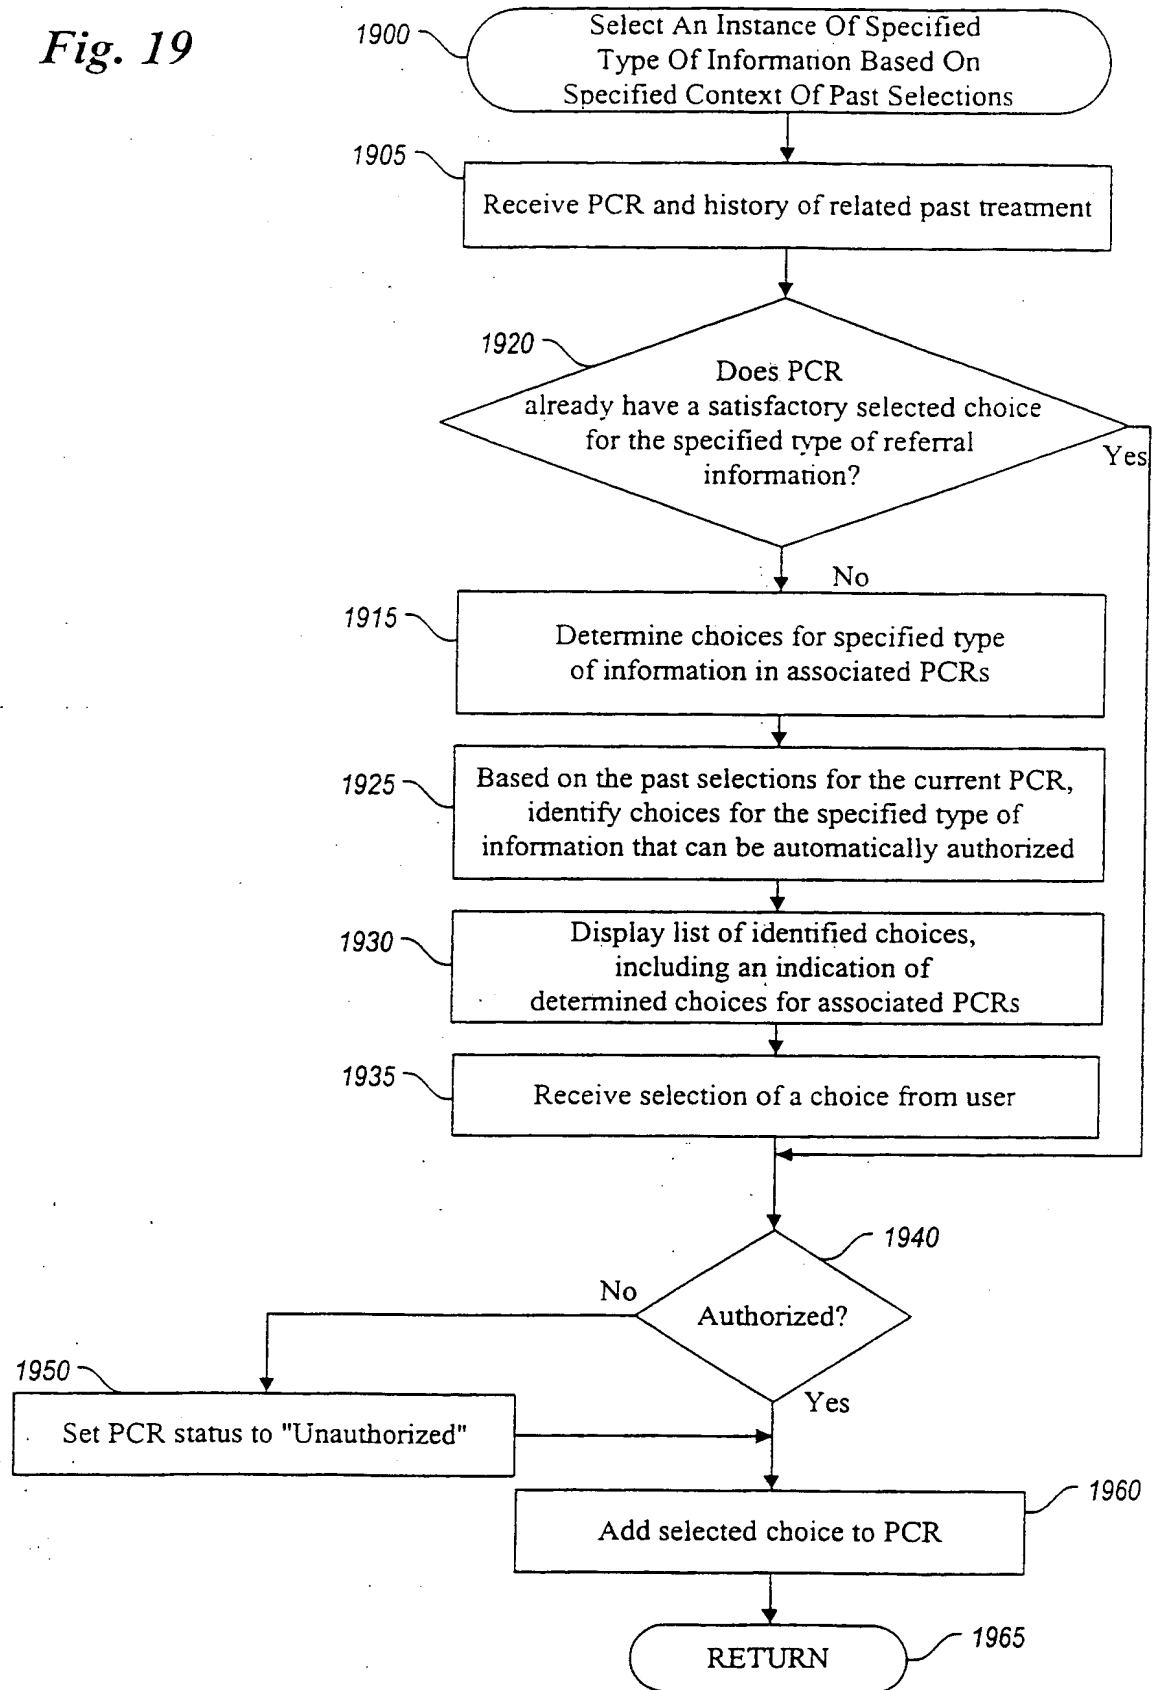 Fig. 19
1900
Select An Instance Of Specified
Type Of Information Based On
Specified Context Of Past Selections
1905
Receive PCR and history of related past treatment
1920
Does PCR
already have a satisfactory selected choice
for the specified type of referral
information?
Yes
No
1915
Determine choices for specified type
of information in associated PCRs
1925
Based on the past selections for the current PCR,
identify choices for the specified type of
information that can be automatically authorized
1930
Display list of identified choices,
including an indication of
determined choices for associated PCRs
1935
Receive selection of a choice from user
1940
No
Authorized?
Yes
1950
Set PCR status to "Unauthorized"
1960
Add selected choice to PCR
1965
RETURN